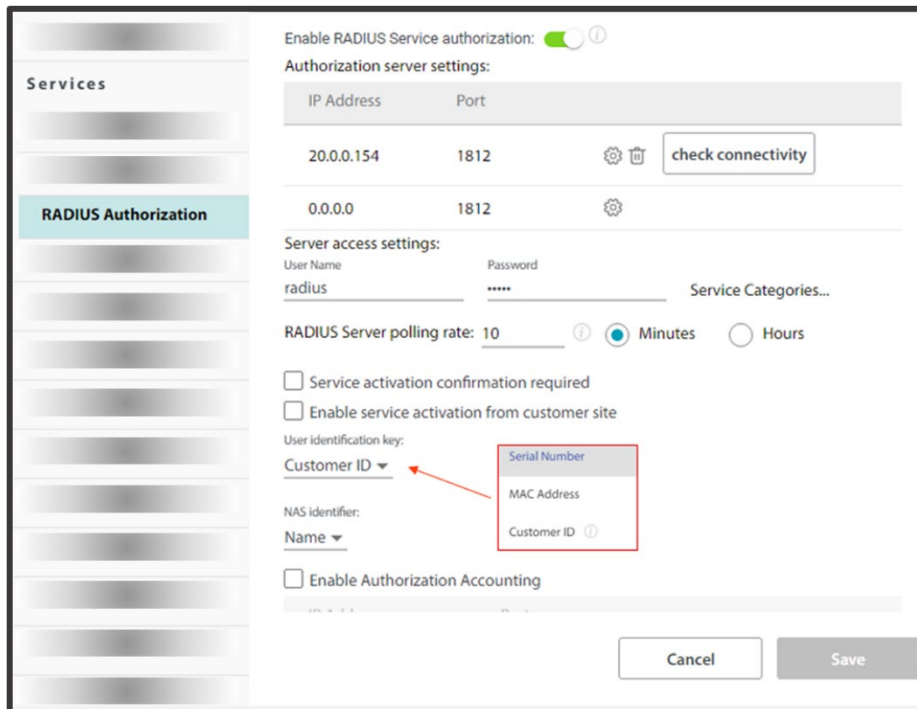 Enable RADIUS Service authorization:
Authorization server settings:
Services
IP Address Port
20.0.0.154 1812 check connectivity
RADIUS Authorization
0.0.0.0 1812
Server access settings:
User Name Password
radius •••••
Service Categories...
RADIUS Server polling rate: 10 Minutes Hours
Service activation confirmation required
Enable service activation from customer site
User identification key:
Customer ID
Serial Number
MAC Address
Customer ID
NAS identifier:
Name
Enable Authorization Accounting
Cancel Save